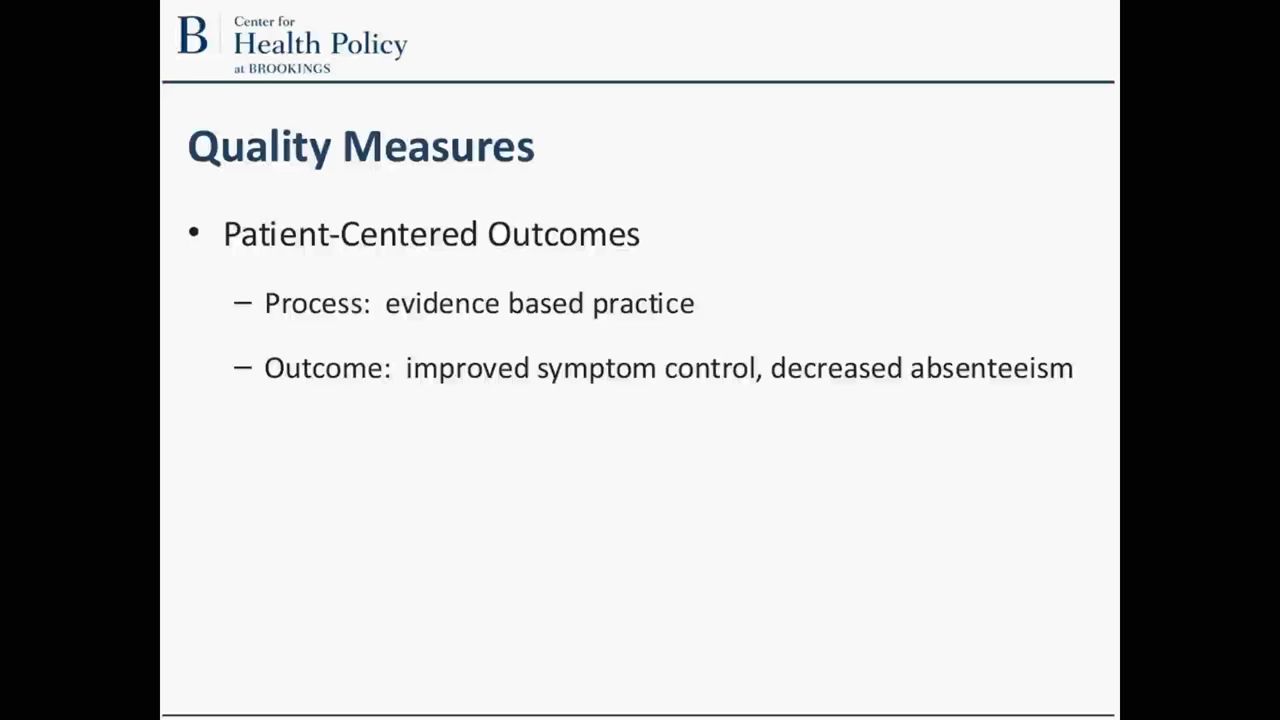 B
Center for
Health Policy
at BROOKINGS
Quality Measures
• Patient-Centered Outcomes
– Process:  evidence based practice
– Outcome:  improved symptom control, decreased absenteeism